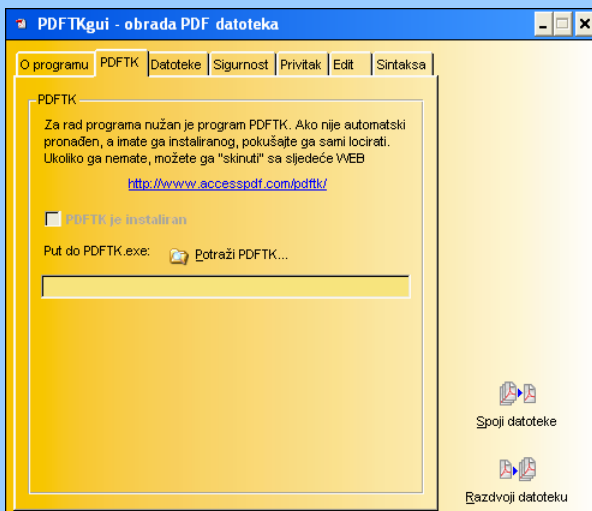 PDFTKgui - obrada PDF datoteka
O programu PDFTK Datoteke Sigurnost Privitak Edit Sintaksa
PDFTK
Za rad programa nužan je program PDFTK. Ako nije automatski
pronađen, a imate ga instaliranog, pokušajte ga sami locirati.
Ukoliko ga nemate, možete ga "skinuti" sa sljedeće WEB
http://www.accesspdf.com/pdftk/
PDFTK je instaliran
Put do PDFTK.exe: Potraži PDFTK...
Spoji datoteke
Razdvoji datoteku